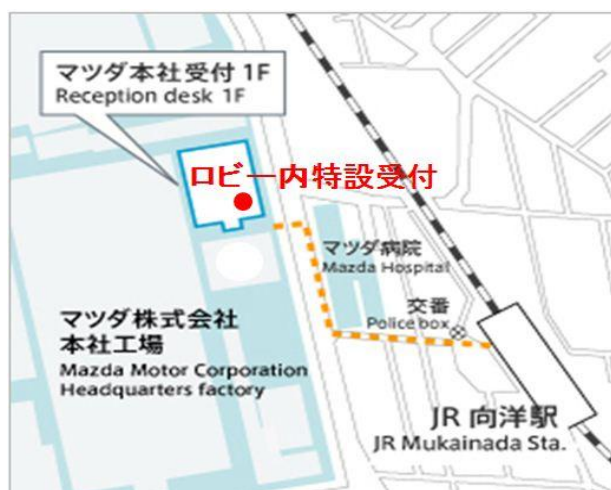 マツダ本社受付 1F
Reception desk 1F
ロビー内特設受付
マツダ病院
Mazda Hospital
交番
Police box
マツダ株式会社
本社工場
Mazda Motor Corporation
Headquarters factory
JR 向洋駅
JR Mukainada Sta.